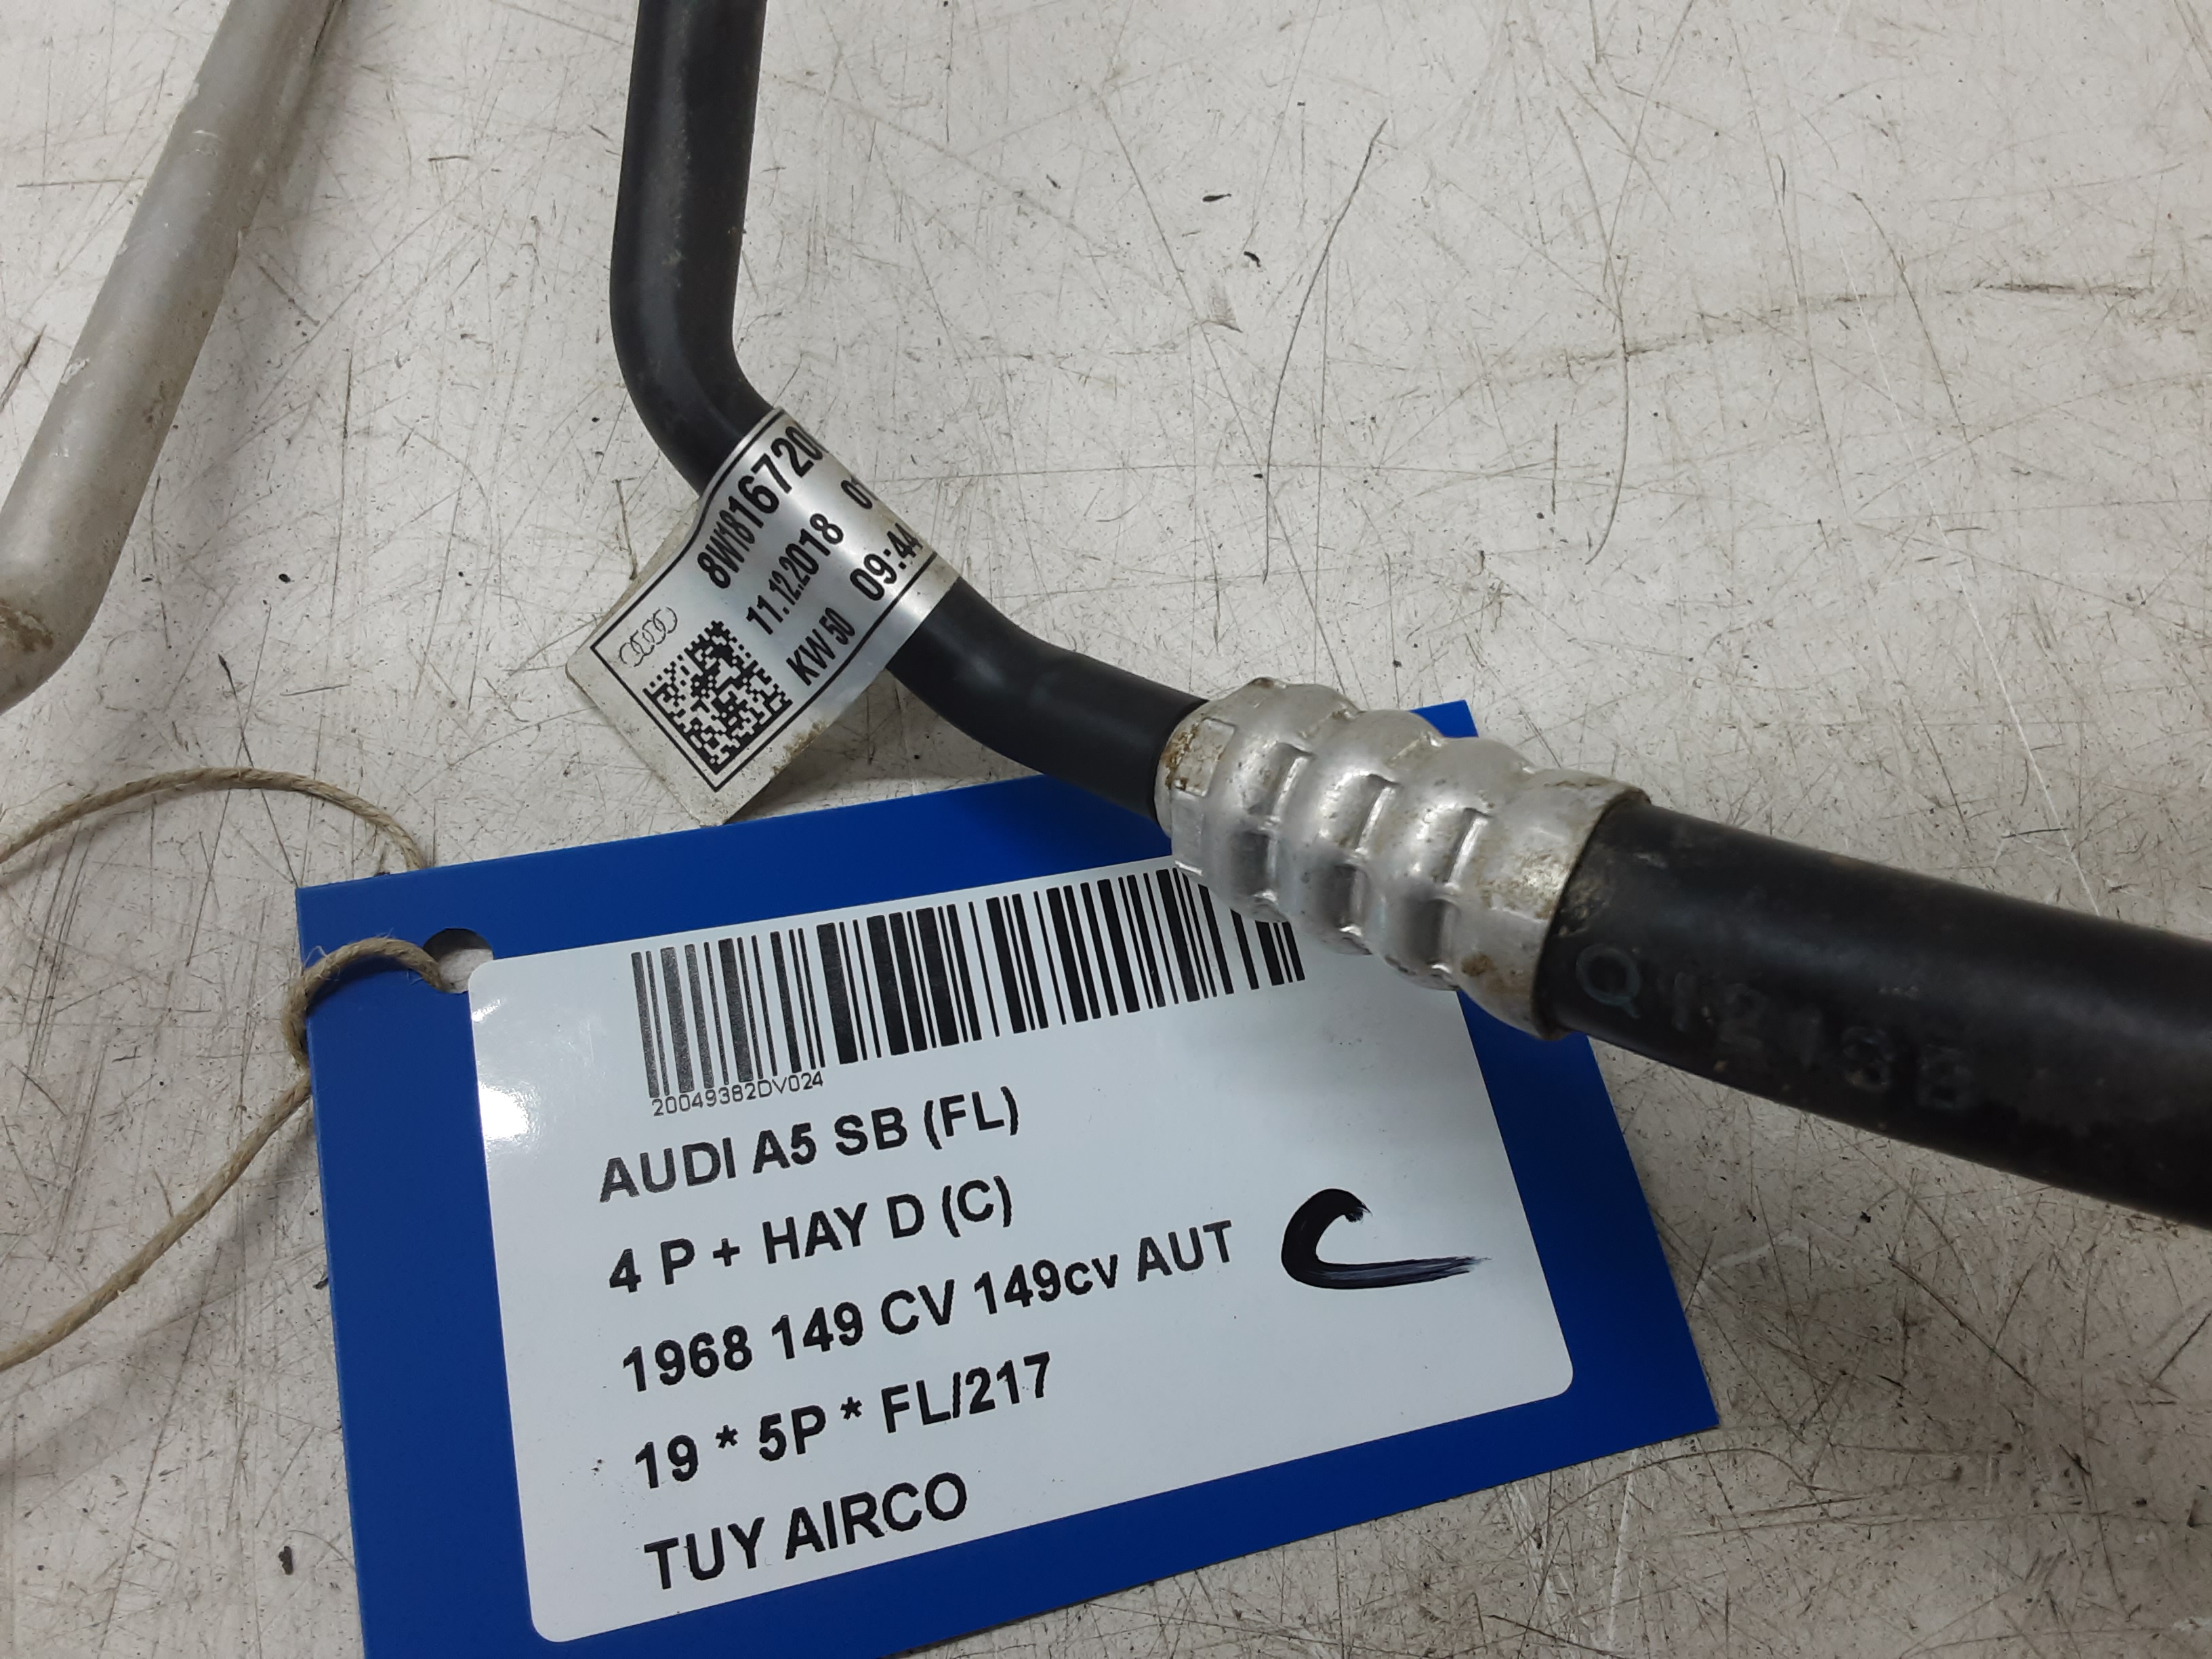 8W1816720
11.12.2018 01
KW 50 09:44
20049382DV024
AUDI A5 SB (FL)
4 P + HAY D (C)
1968 149 CV 149cv AUT
C
19 * 5P * FL/217
TUY AIRCO